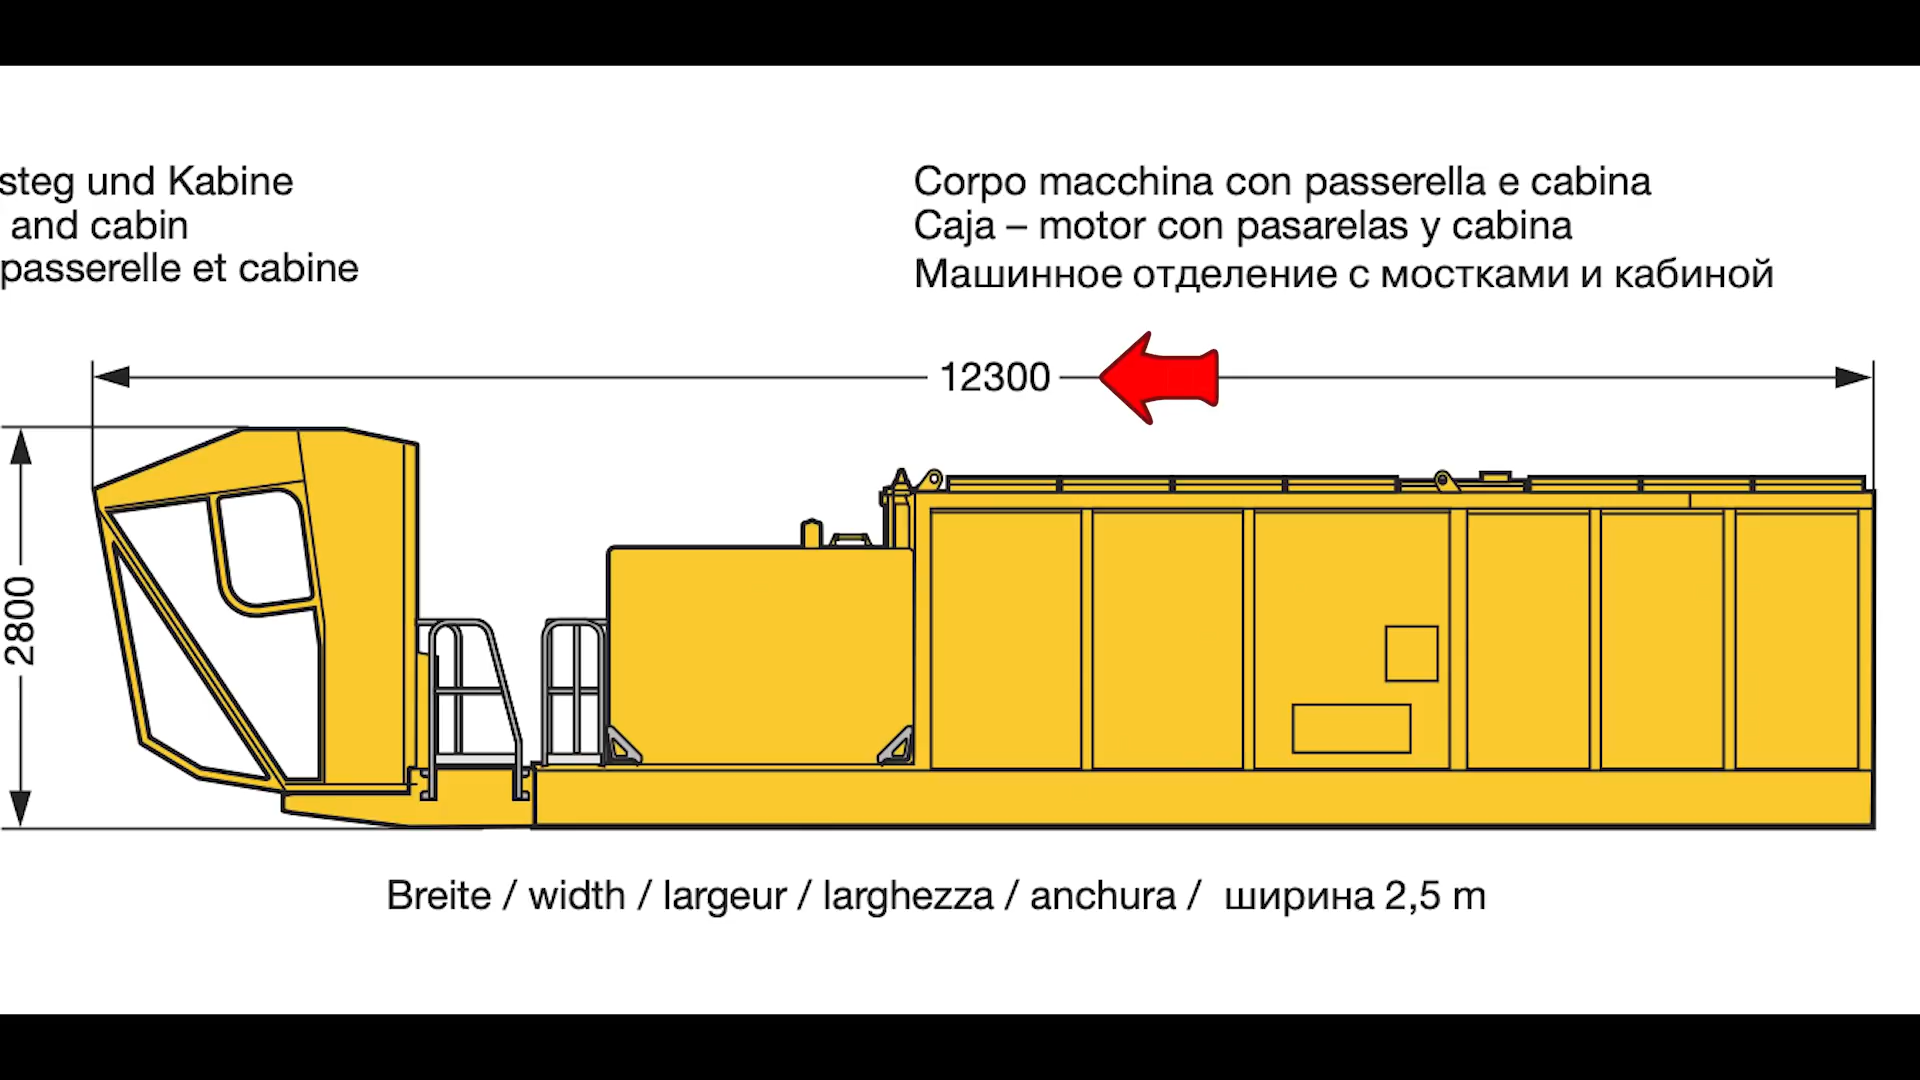 steg und Kabine
and cabin
passerelle et cabine
Corpo macchina con passerella e cabina
Caja – motor con pasarelas y cabina
Машинное отделение с мостками и кабиной
12300
2800
Breite / width / largeur / larghezza / anchura / ширина 2,5 m